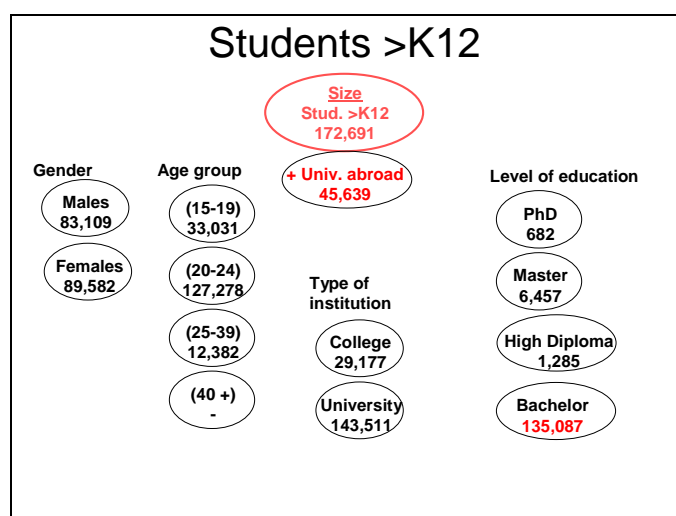 Students >K12
Size
Stud. >K12
172,691
+ Univ. abroad
45,639
Gender
Males
83,109
Females
89,582
Age group
(15-19)
33,031
(20-24)
127,278
(25-39)
12,382
(40 +)
-
Type of
institution
College
29,177
University
143,511
Level of education
PhD
682
Master
6,457
High Diploma
1,285
Bachelor
135,087